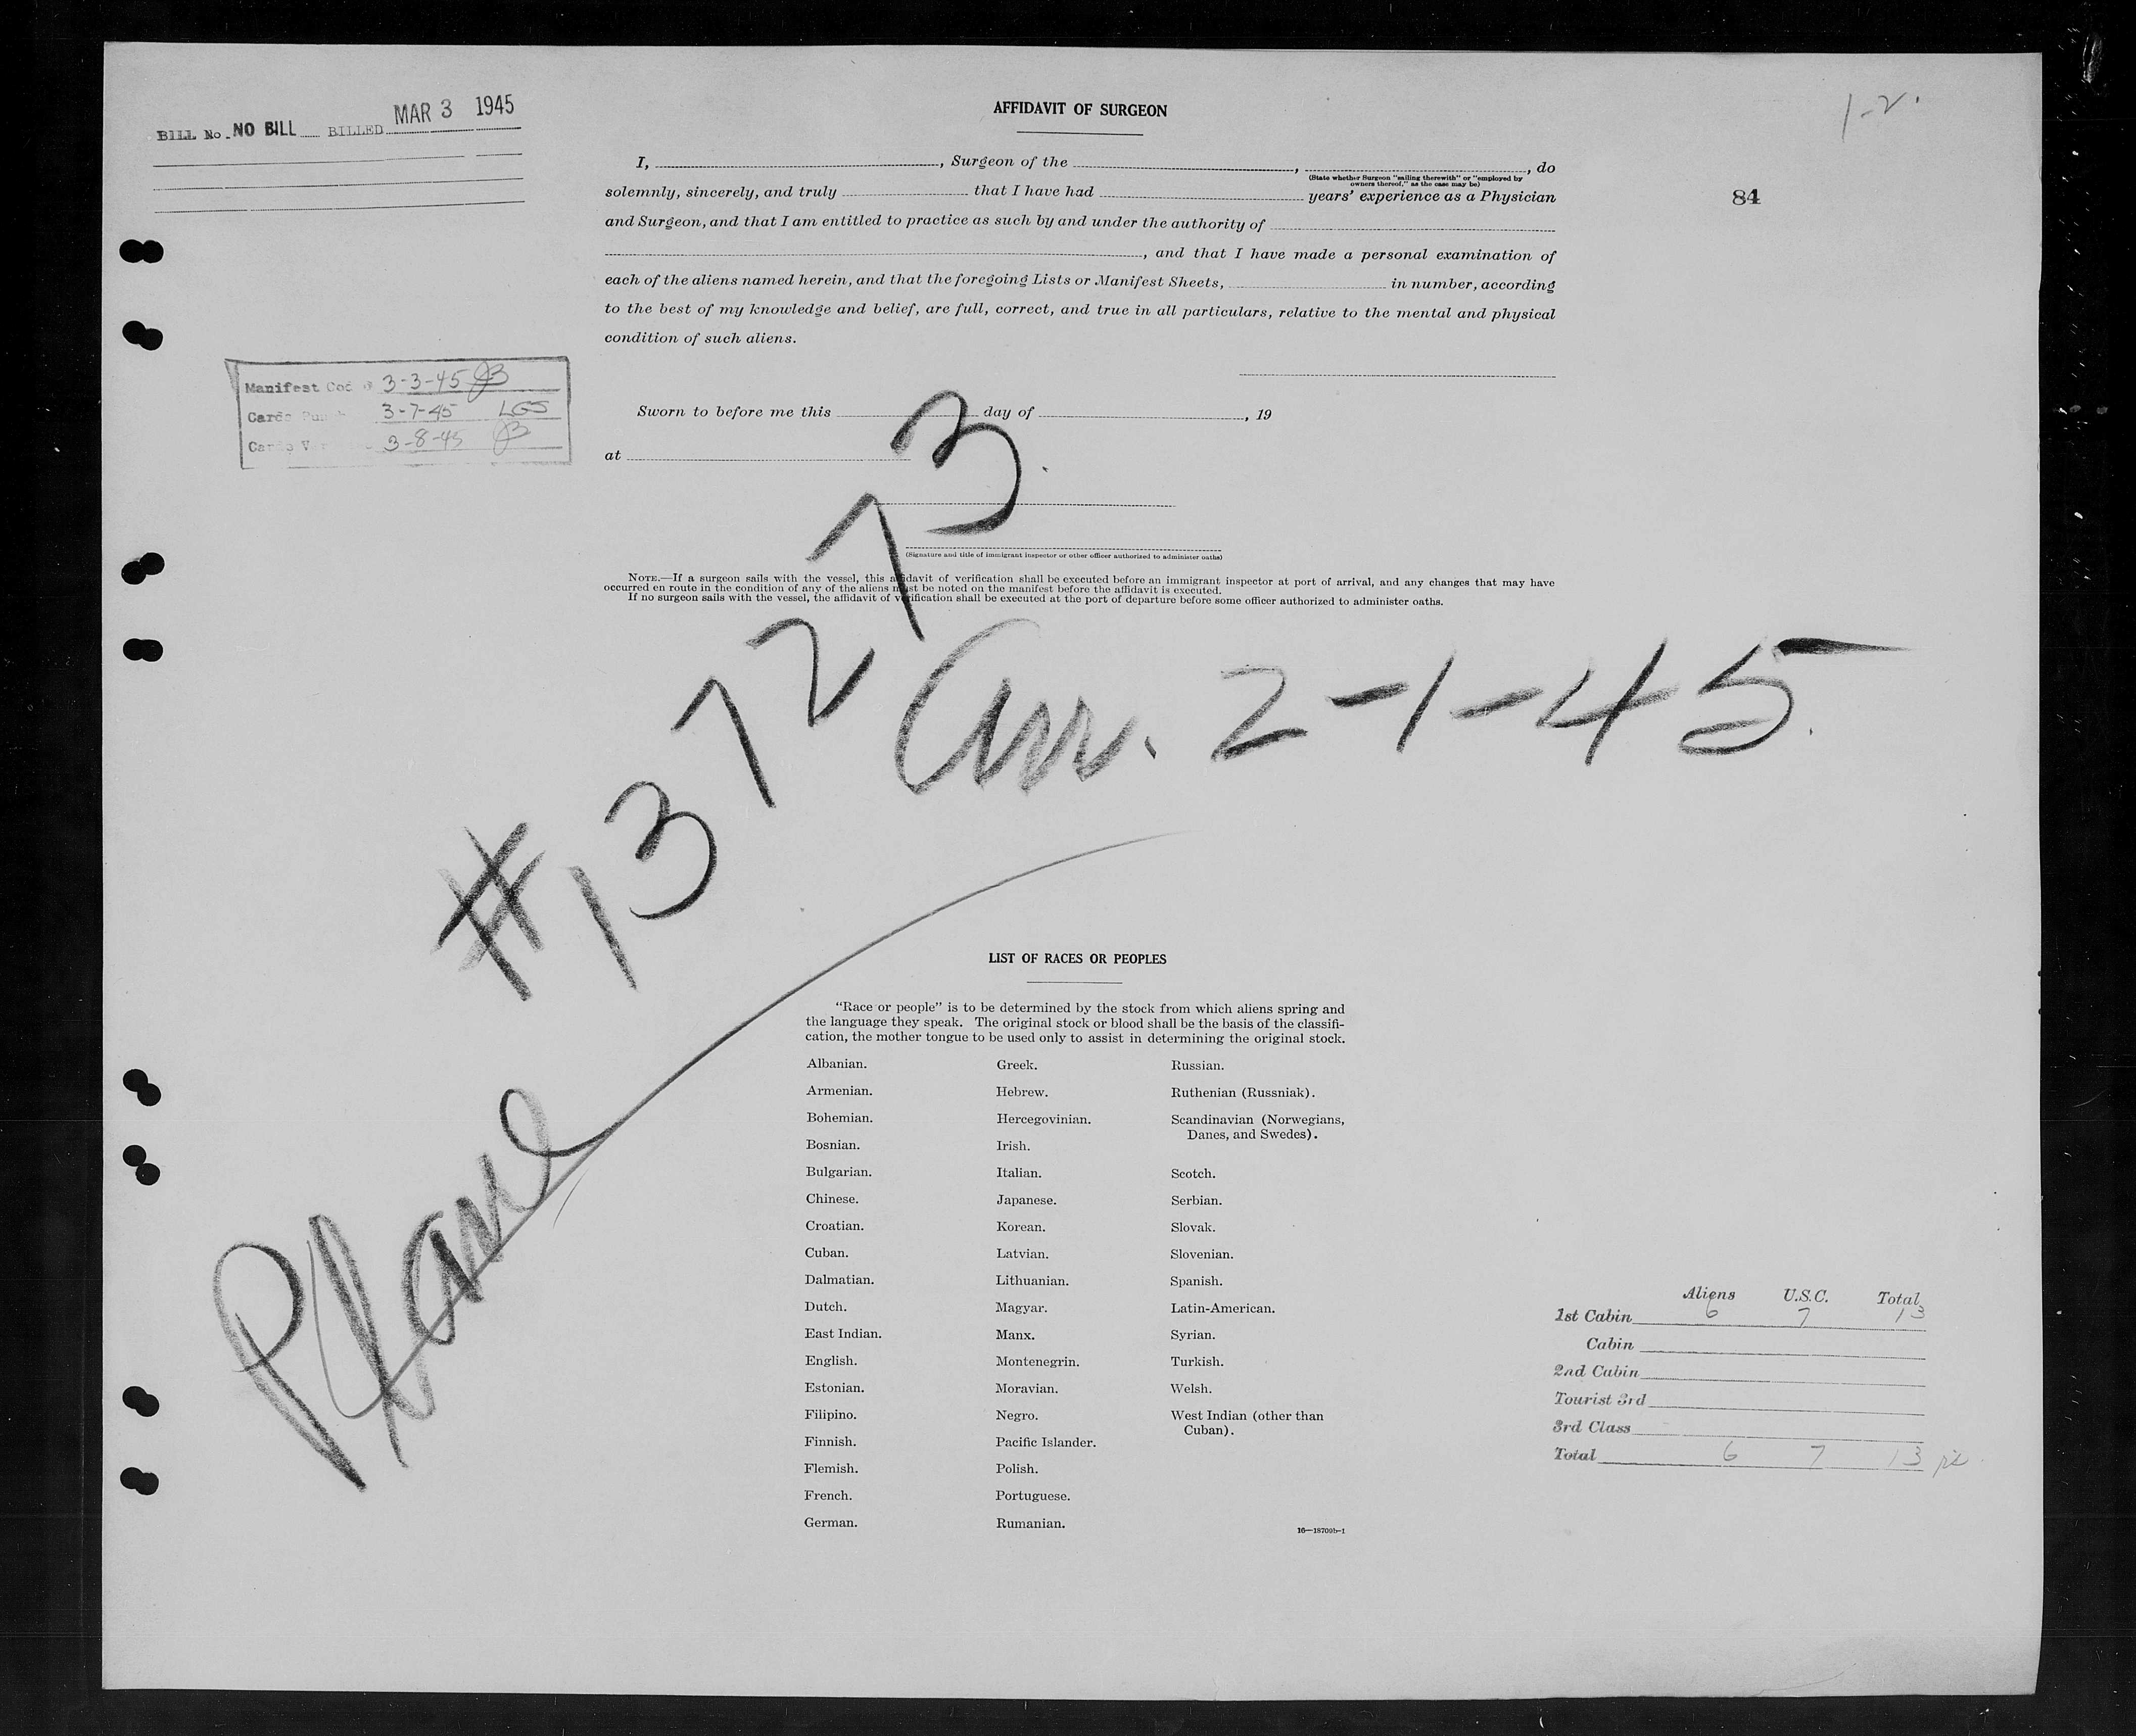 BILL No. NO BILL BILLED MAR 3 1945
AFFIDAVIT OF SURGEON
1-2.
84
I, , Surgeon of the , , do
(State whether Surgeon "sailing therewith" or "employed by
owners thereof," as the case may be)
solemnly, sincerely, and truly that I have had years' experience as a Physician
and Surgeon, and that I am entitled to practice as such by and under the authority of
, and that I have made a personal examination of
each of the aliens named herein, and that the foregoing Lists or Manifest Sheets, in number, according
to the best of my knowledge and belief, are full, correct, and true in all particulars, relative to the mental and physical
condition of such aliens.
Manifest 3-3-45 JB
Cards 3-7-45 LGS
3-8-45 JB
Sworn to before me this day of , 19
at
(Signature and title of immigrant inspector or other officer authorized to administer oaths)
NOTE.—If a surgeon sails with the vessel, this affidavit of verification shall be executed before an immigrant inspector at port of arrival, and any changes that may have
occurred en route in the condition of any of the aliens must be noted on the manifest before the affidavit is executed.
If no surgeon sails with the vessel, the affidavit of verification shall be executed at the port of departure before some officer authorized to administer oaths.
#137273.
Arr. 2-1-45.
Plane
LIST OF RACES OR PEOPLES
"Race or people" is to be determined by the stock from which aliens spring and
the language they speak. The original stock or blood shall be the basis of the classifi-
cation, the mother tongue to be used only to assist in determining the original stock.
Albanian.
Armenian.
Bohemian.
Bosnian.
Bulgarian.
Chinese.
Croatian.
Cuban.
Dalmatian.
Dutch.
East Indian.
English.
Estonian.
Filipino.
Finnish.
Flemish.
French.
German.
Greek.
Hebrew.
Hercegovinian.
Irish.
Italian.
Japanese.
Korean.
Latvian.
Lithuanian.
Magyar.
Manx.
Montenegrin.
Moravian.
Negro.
Pacific Islander.
Polish.
Portuguese.
Rumanian.
Russian.
Ruthenian (Russniak).
Scandinavian (Norwegians,
Danes, and Swedes).
Scotch.
Serbian.
Slovak.
Slovenian.
Spanish.
Latin-American.
Syrian.
Turkish.
Welsh.
West Indian (other than
Cuban).
16—18709b-1
Aliens U.S.C. Total
1st Cabin 6 7 13
Cabin
2nd Cabin
Tourist 3rd
3rd Class
Total 6 7 13